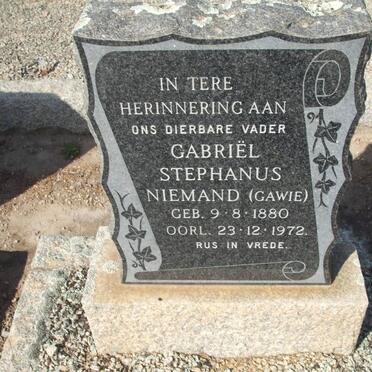 IN TERE
HERINNERING AAN
ONS DIERBARE VADER
GABRIËL
STEPHANUS
NIEMAND (GAWIE)
GEB. 9·8·1880
OORL. 23·12·1972.
RUS IN VREDE.